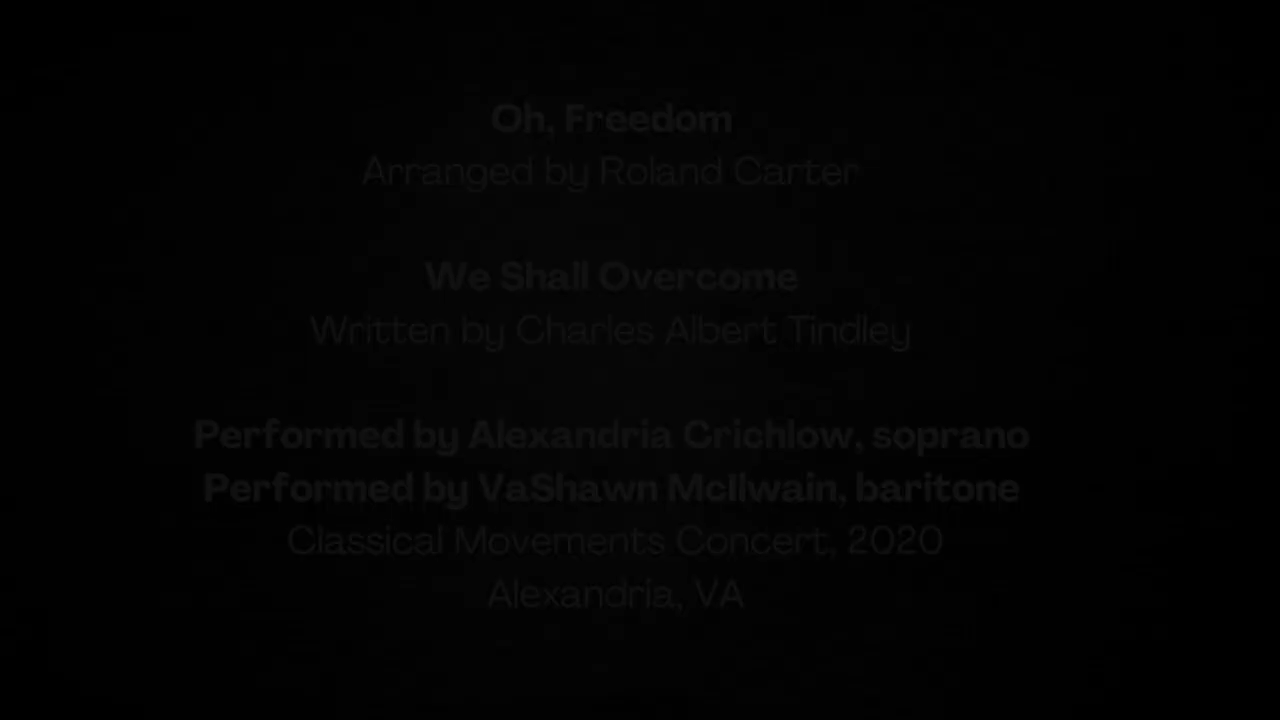 Oh, Freedom
Arranged by Roland Carter
We Shall Overcome
Written by Charles Albert Tindley
Performed by Alexandria Crichlow, soprano
Performed by VaShawn McIlwain, baritone
Classical Movements Concert, 2020
Alexandria, VA